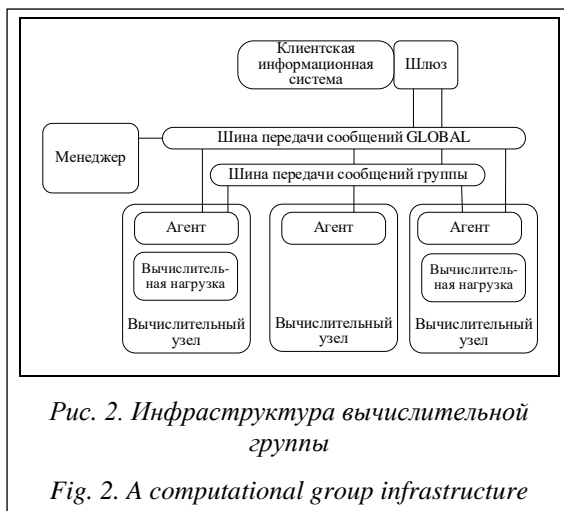 Клиентская
информационная
система
Шлюз
Шина передачи сообщений GLOBAL
Менеджер
Шина передачи сообщений группы
Агент
Агент
Агент
Вычислитель-
ная нагрузка
Вычислитель-
ная нагрузка
Вычислительный
узел
Вычислительный
узел
Вычислительный
узел
Рис. 2. Инфраструктура вычислительной
группы
Fig. 2. A computational group infrastructure